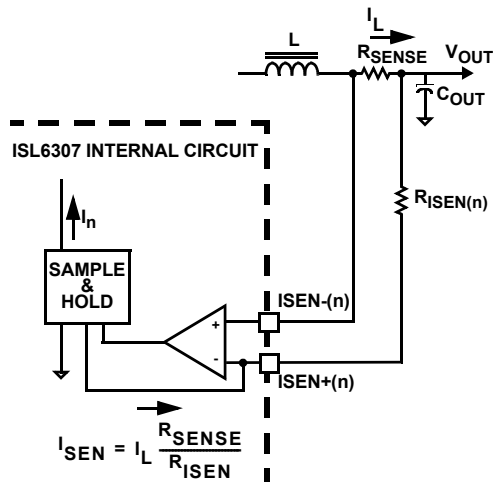 I_L
L
R_SENSE
V_OUT
C_OUT
ISL6307 INTERNAL CIRCUIT
R_ISEN(n)
I_n
SAMPLE
&
HOLD
ISEN-(n)
+
-
ISEN+(n)
I_SEN = I_L R_SENSE / R_ISEN